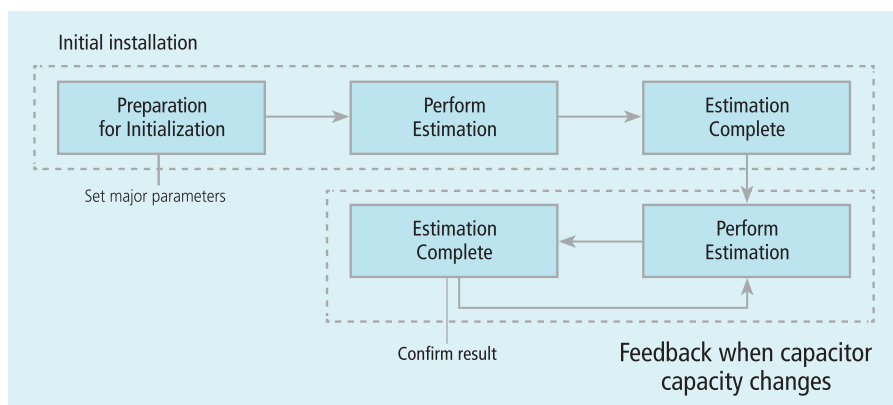 Initial installation
Preparation
for Initialization
Perform
Estimation
Estimation
Complete
Set major parameters
Estimation
Complete
Perform
Estimation
Confirm result
Feedback when capacitor
capacity changes